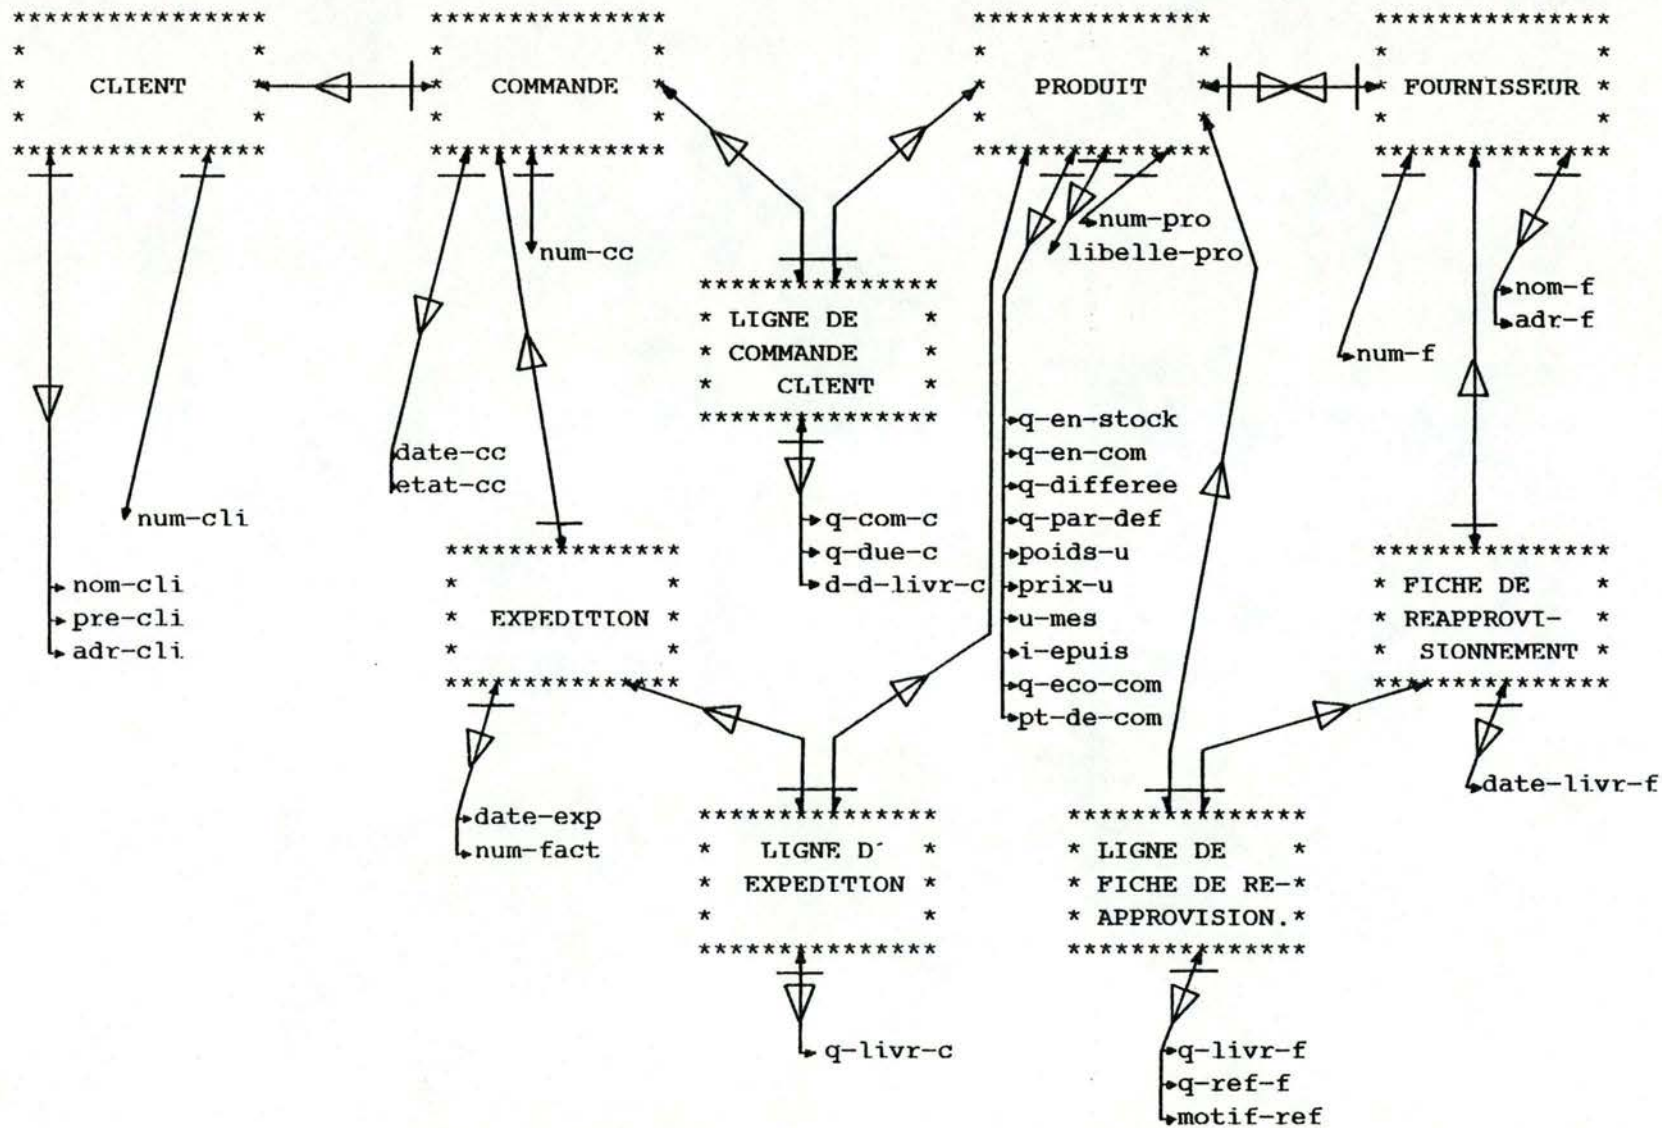 CLIENT
COMMANDE
PRODUIT
FOURNISSEUR
num-pro
num-cc
libelle-pro
nom-f
LIGNE DE
COMMANDE
CLIENT
adr-f
num-f
q-en-stock
date-cc
q-en-com
etat-cc
q-differee
num-cli
q-com-c
q-par-def
q-due-c
poids-u
nom-cli
d-d-livr-c
prix-u
FICHE DE
REAPPROVI-
SIONNEMENT
pre-cli
EXPEDITION
u-mes
adr-cli
i-epuis
q-eco-com
pt-de-com
date-livr-f
date-exp
num-fact
LIGNE D´
EXPEDITION
LIGNE DE
FICHE DE RE-
APPROVISION.
q-livr-c
q-livr-f
q-ref-f
motif-ref